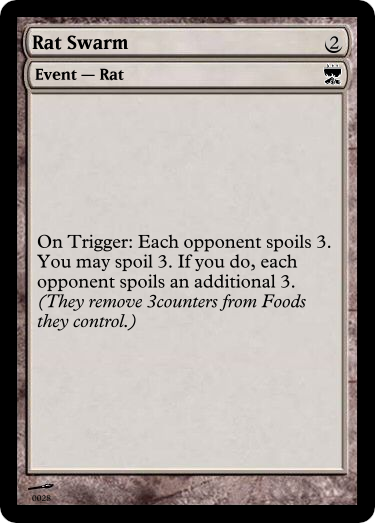 Rat Swarm 2
Event — Rat
On Trigger: Each opponent spoils 3.
You may spoil 3. If you do, each
opponent spoils an additional 3.
(They remove 3counters from Foods
they control.)
0028